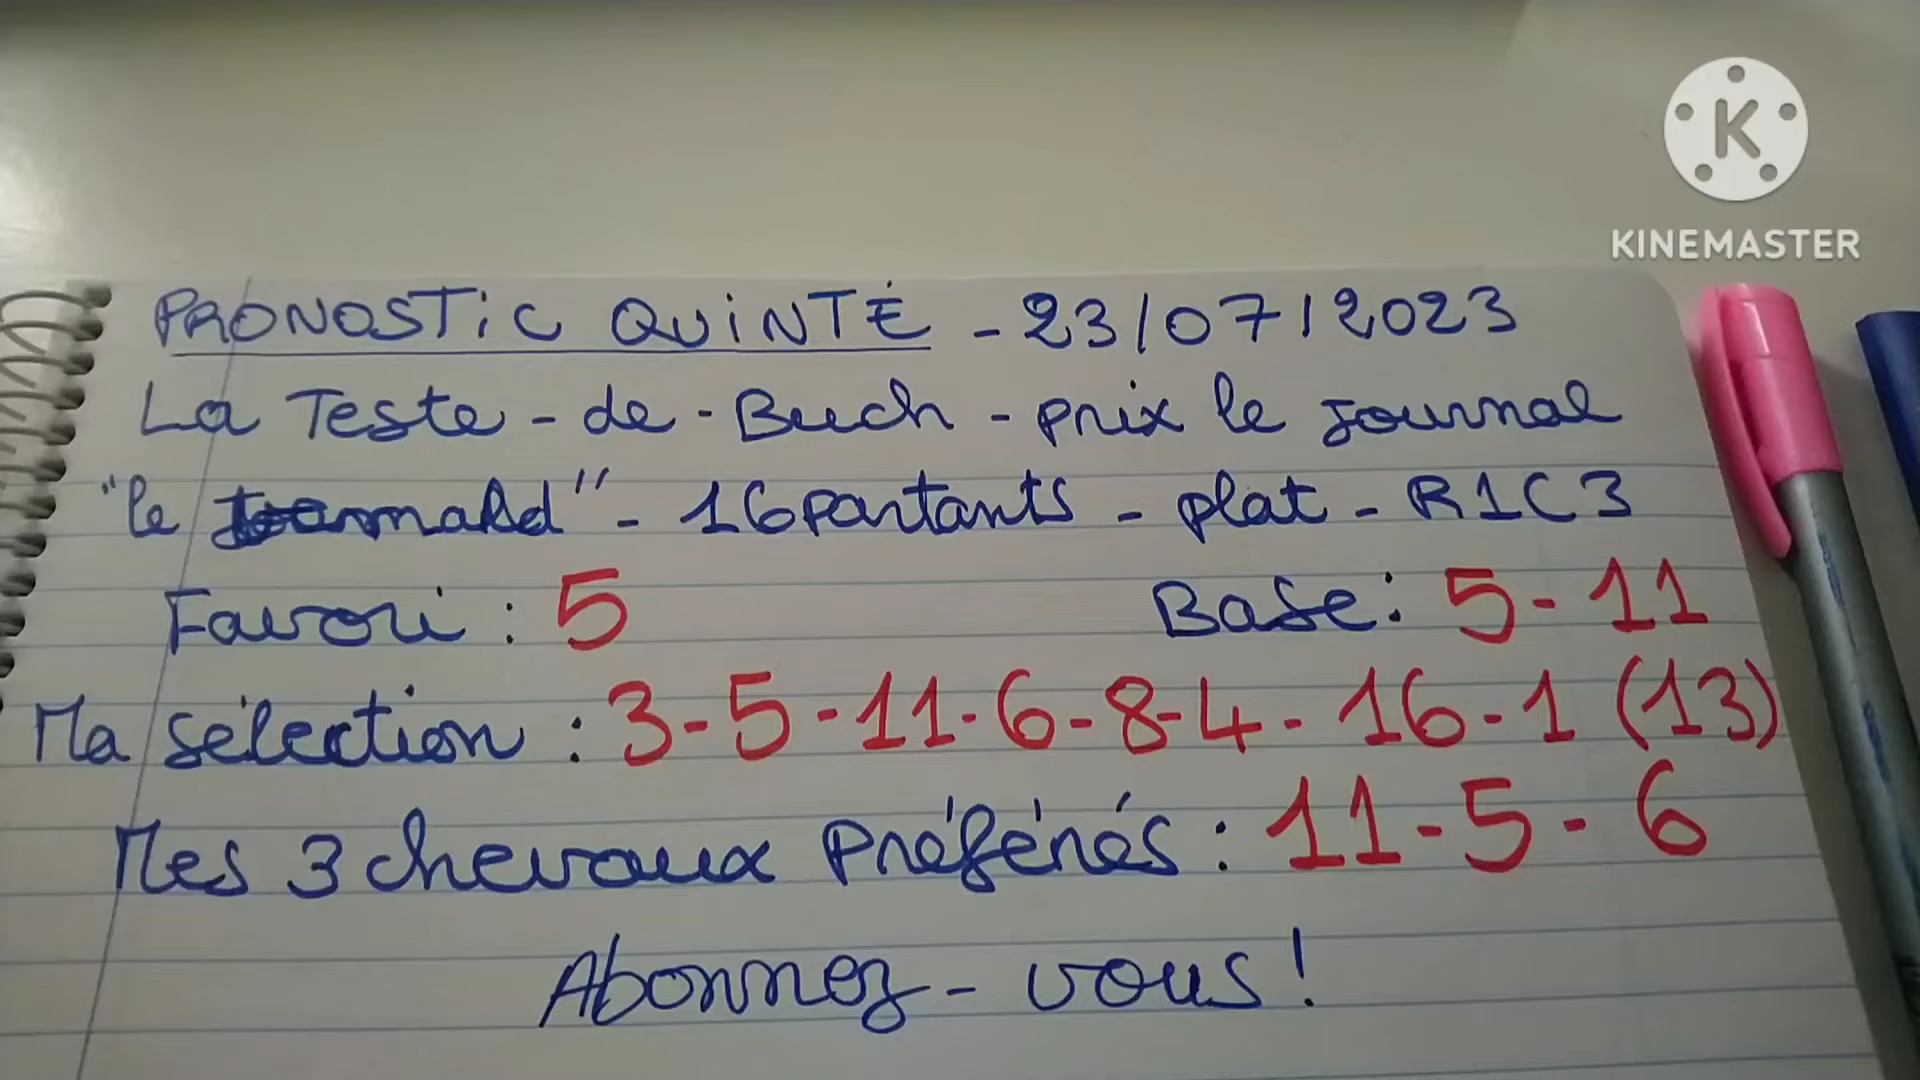 K
KINEMASTER
PRONOSTiC QUiNTÉ - 23/07/2023
La Teste - de - Buch - prix le journal
"le " - 16 partants - plat - R1C3
Favori : 5 Base : 5 - 11
Ma sélection : 3 - 5 - 11 - 6 - 8 - 4 - 16 - 1 (13)
Mes 3 chevaux préférés : 11 - 5 - 6
Abonnez - vous !